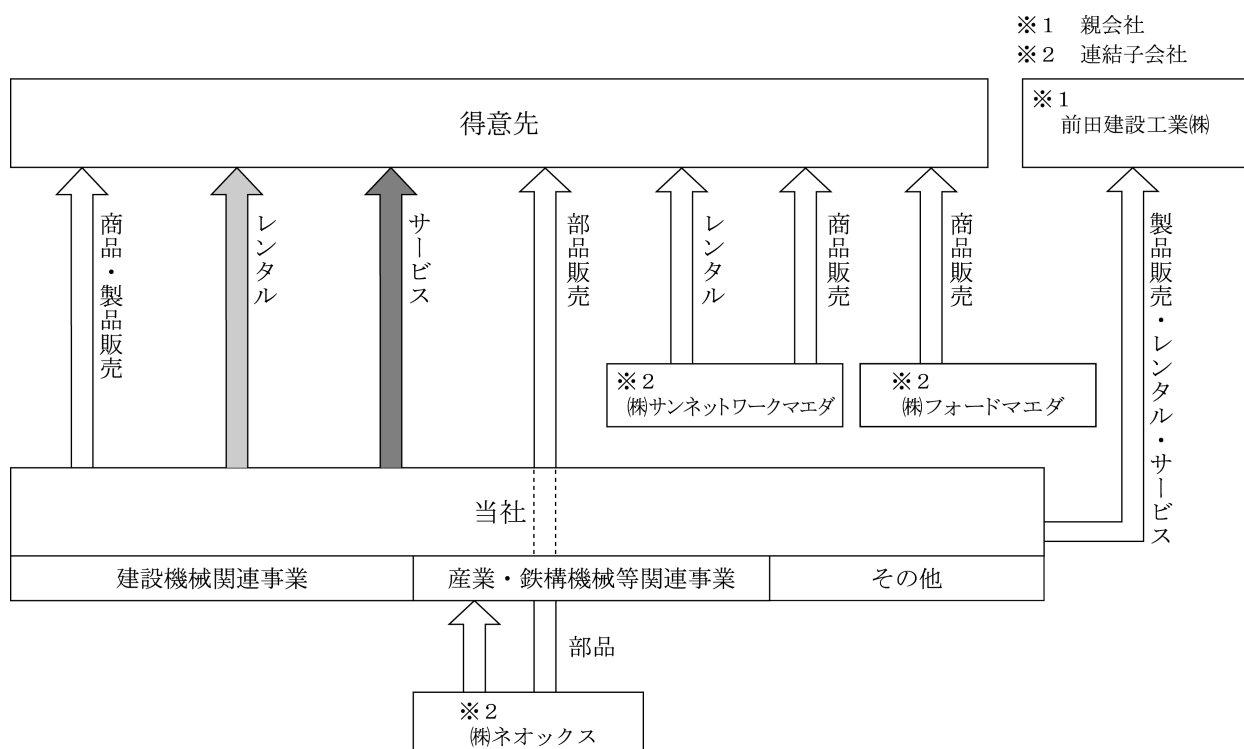 ※1 親会社
※2 連結子会社
得意先
※1
前田建設工業㈱
商品・製品販売
レンタル
サービス
部品販売
レンタル
商品販売
商品販売
製品販売・レンタル・サービス
※2
㈱サンネットワークマエダ
※2
㈱フォードマエダ
当社
建設機械関連事業
産業・鉄構機械等関連事業
その他
部品
※2
㈱ネオックス